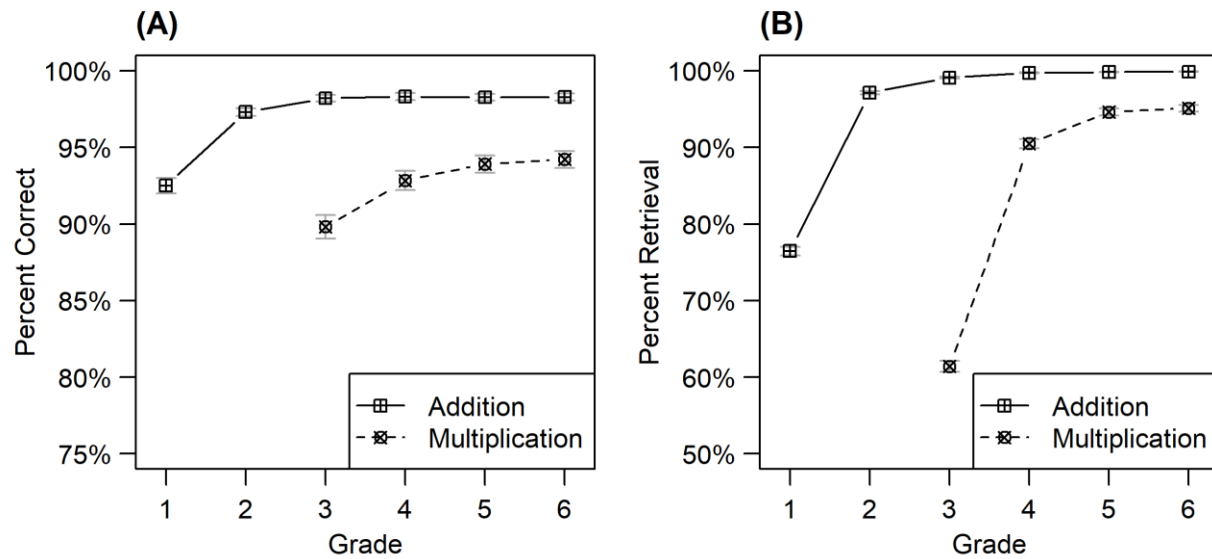 (A)
Percent Correct
100%
95%
90%
85%
80%
75%
Addition
Multiplication
1 2 3 4 5 6
Grade
(B)
Percent Retrieval
100%
90%
80%
70%
60%
50%
Addition
Multiplication
1 2 3 4 5 6
Grade